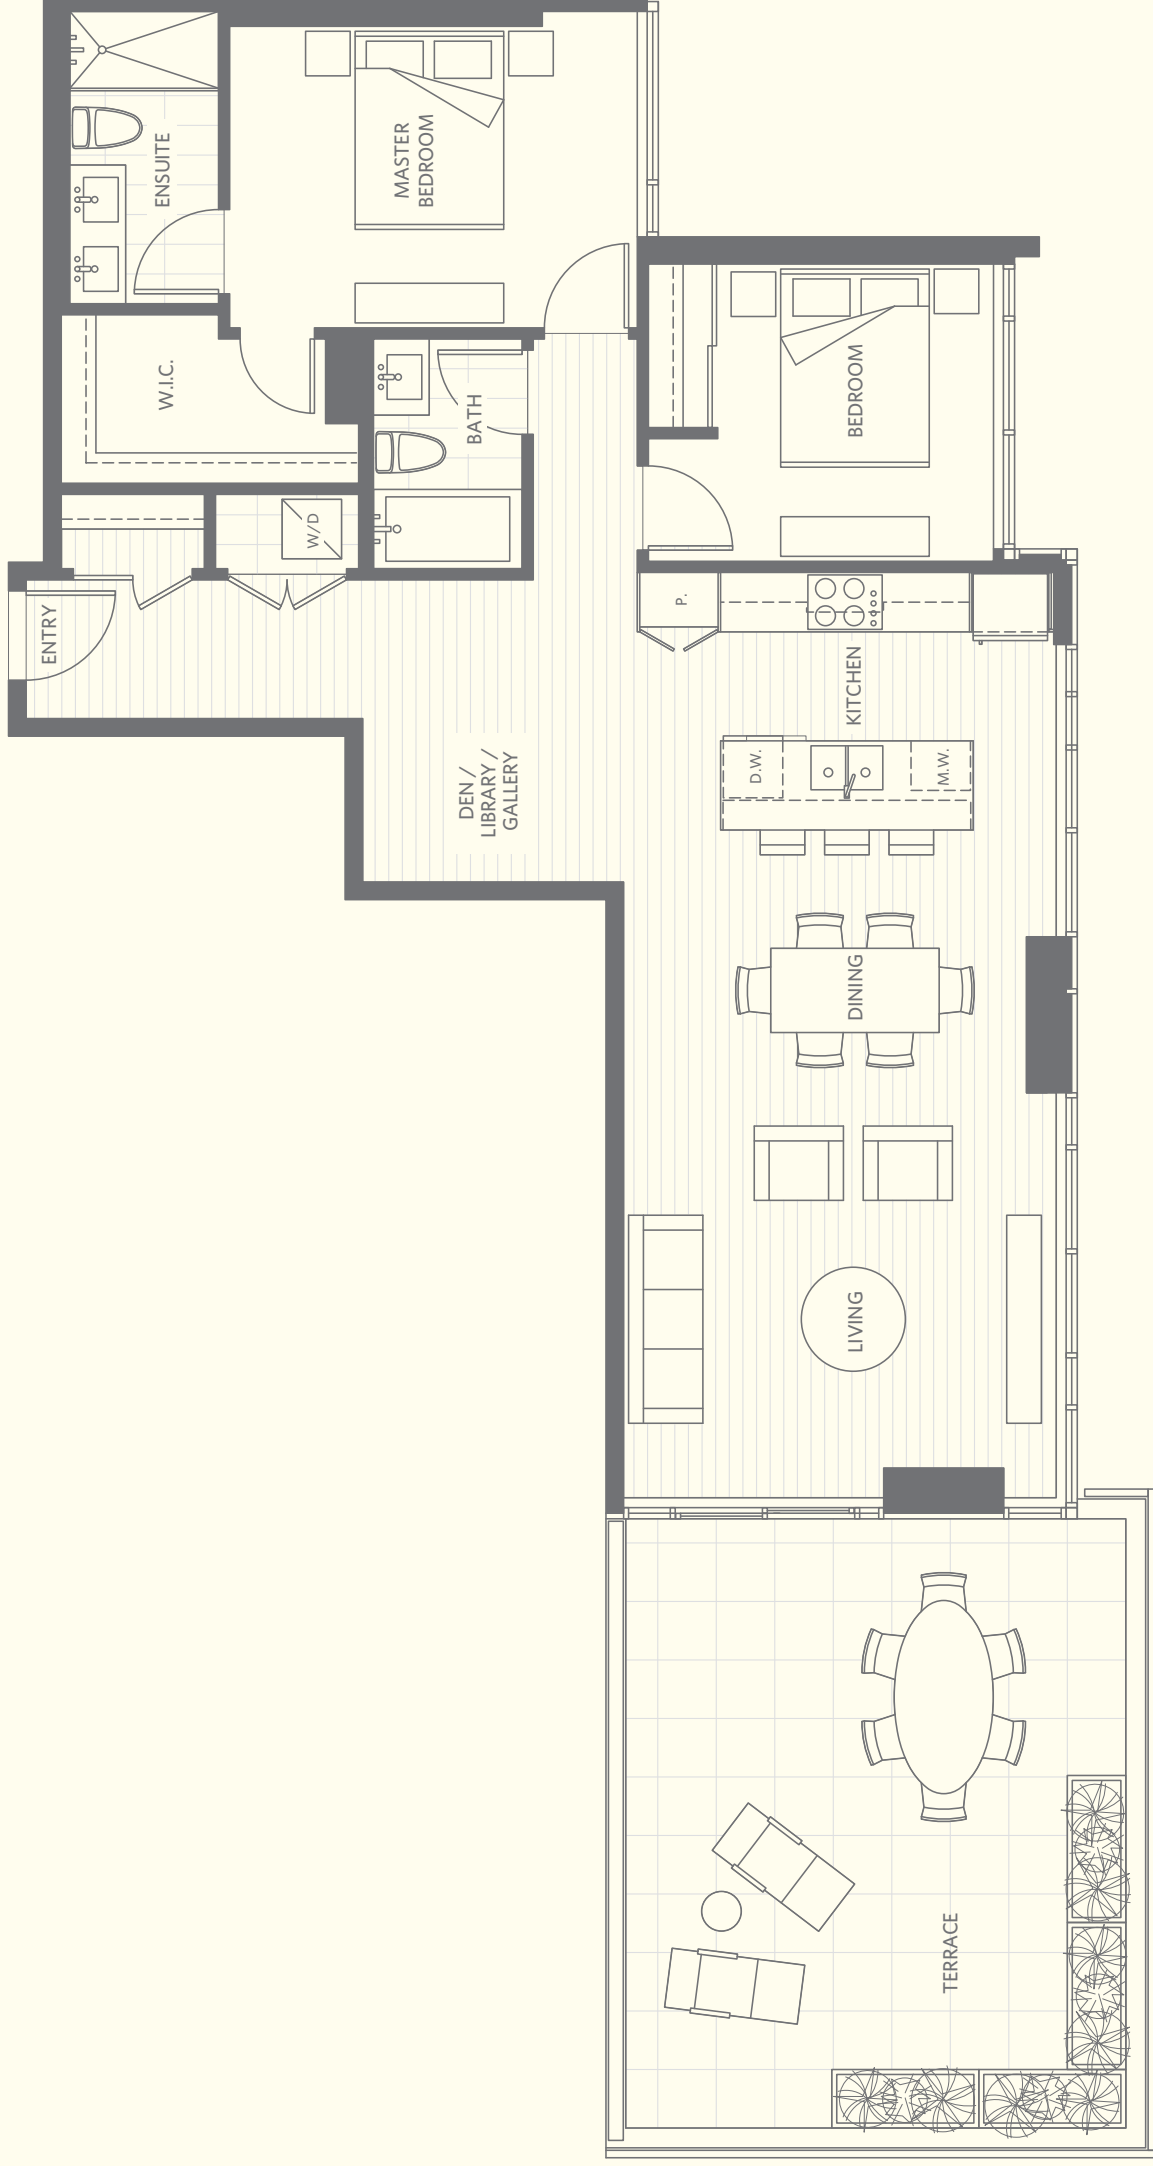 ENSUITE
MASTER
BEDROOM
W.I.C.
BATH
BEDROOM
W/D
ENTRY
P.
KITCHEN
D.W.
M.W.
DEN /
LIBRARY /
GALLERY
DINING
LIVING
TERRACE